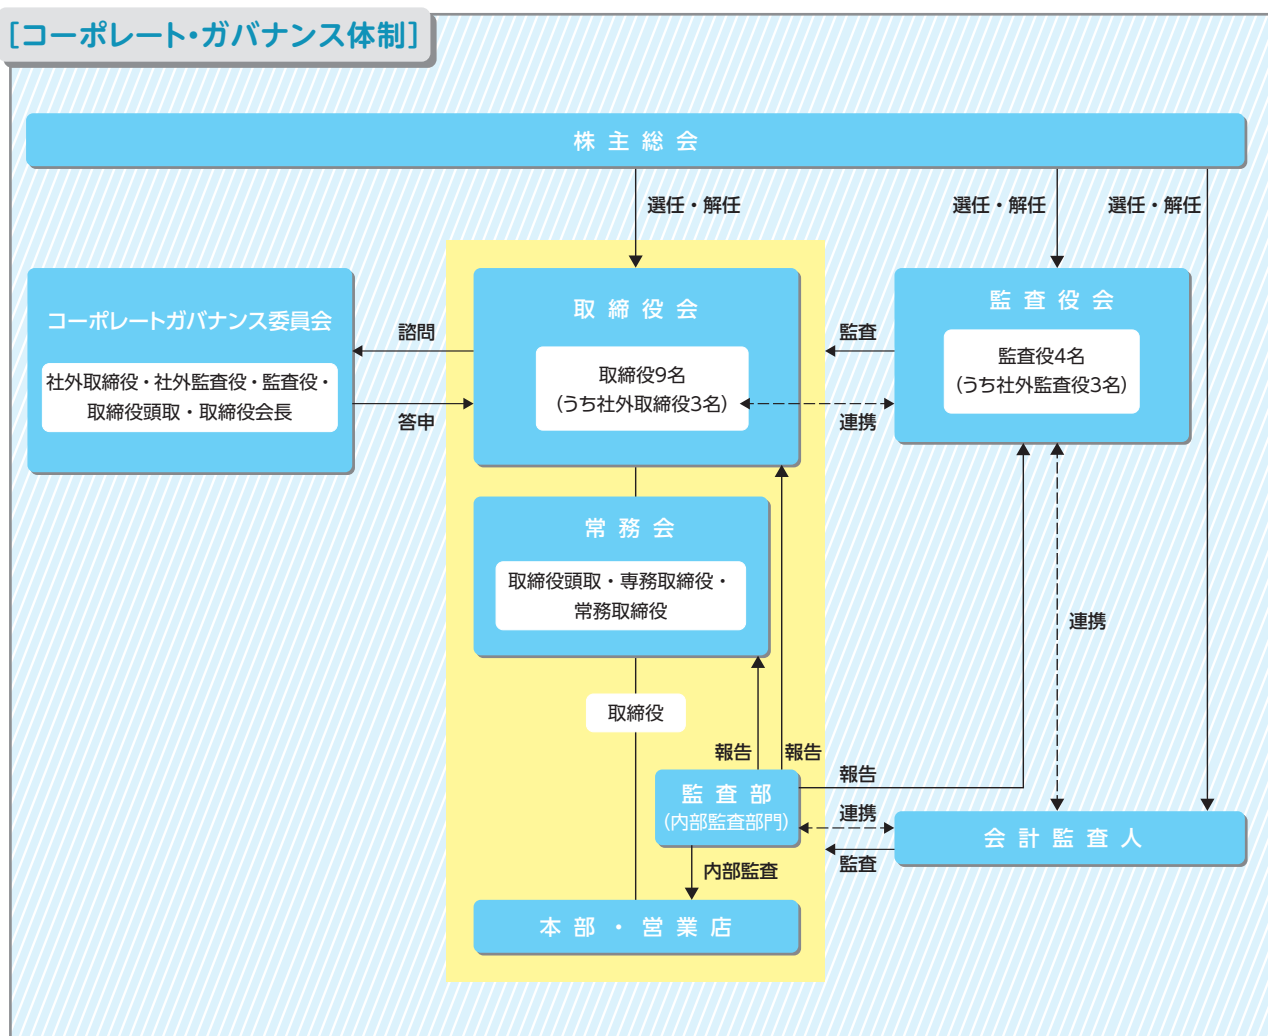 [コーポレート・ガバナンス体制]
株主総会
選任・解任
選任・解任
選任・解任
コーポレートガバナンス委員会
社外取締役・社外監査役・監査役・
取締役頭取・取締役会長
諮問
答申
取締役会
取締役9名
(うち社外取締役3名)
監査
連携
監査役会
監査役4名
(うち社外監査役3名)
常務会
取締役頭取・専務取締役・
常務取締役
連携
取締役
報告
報告
報告
監査部
(内部監査部門)
連携
監査
会計監査人
内部監査
本部・営業店